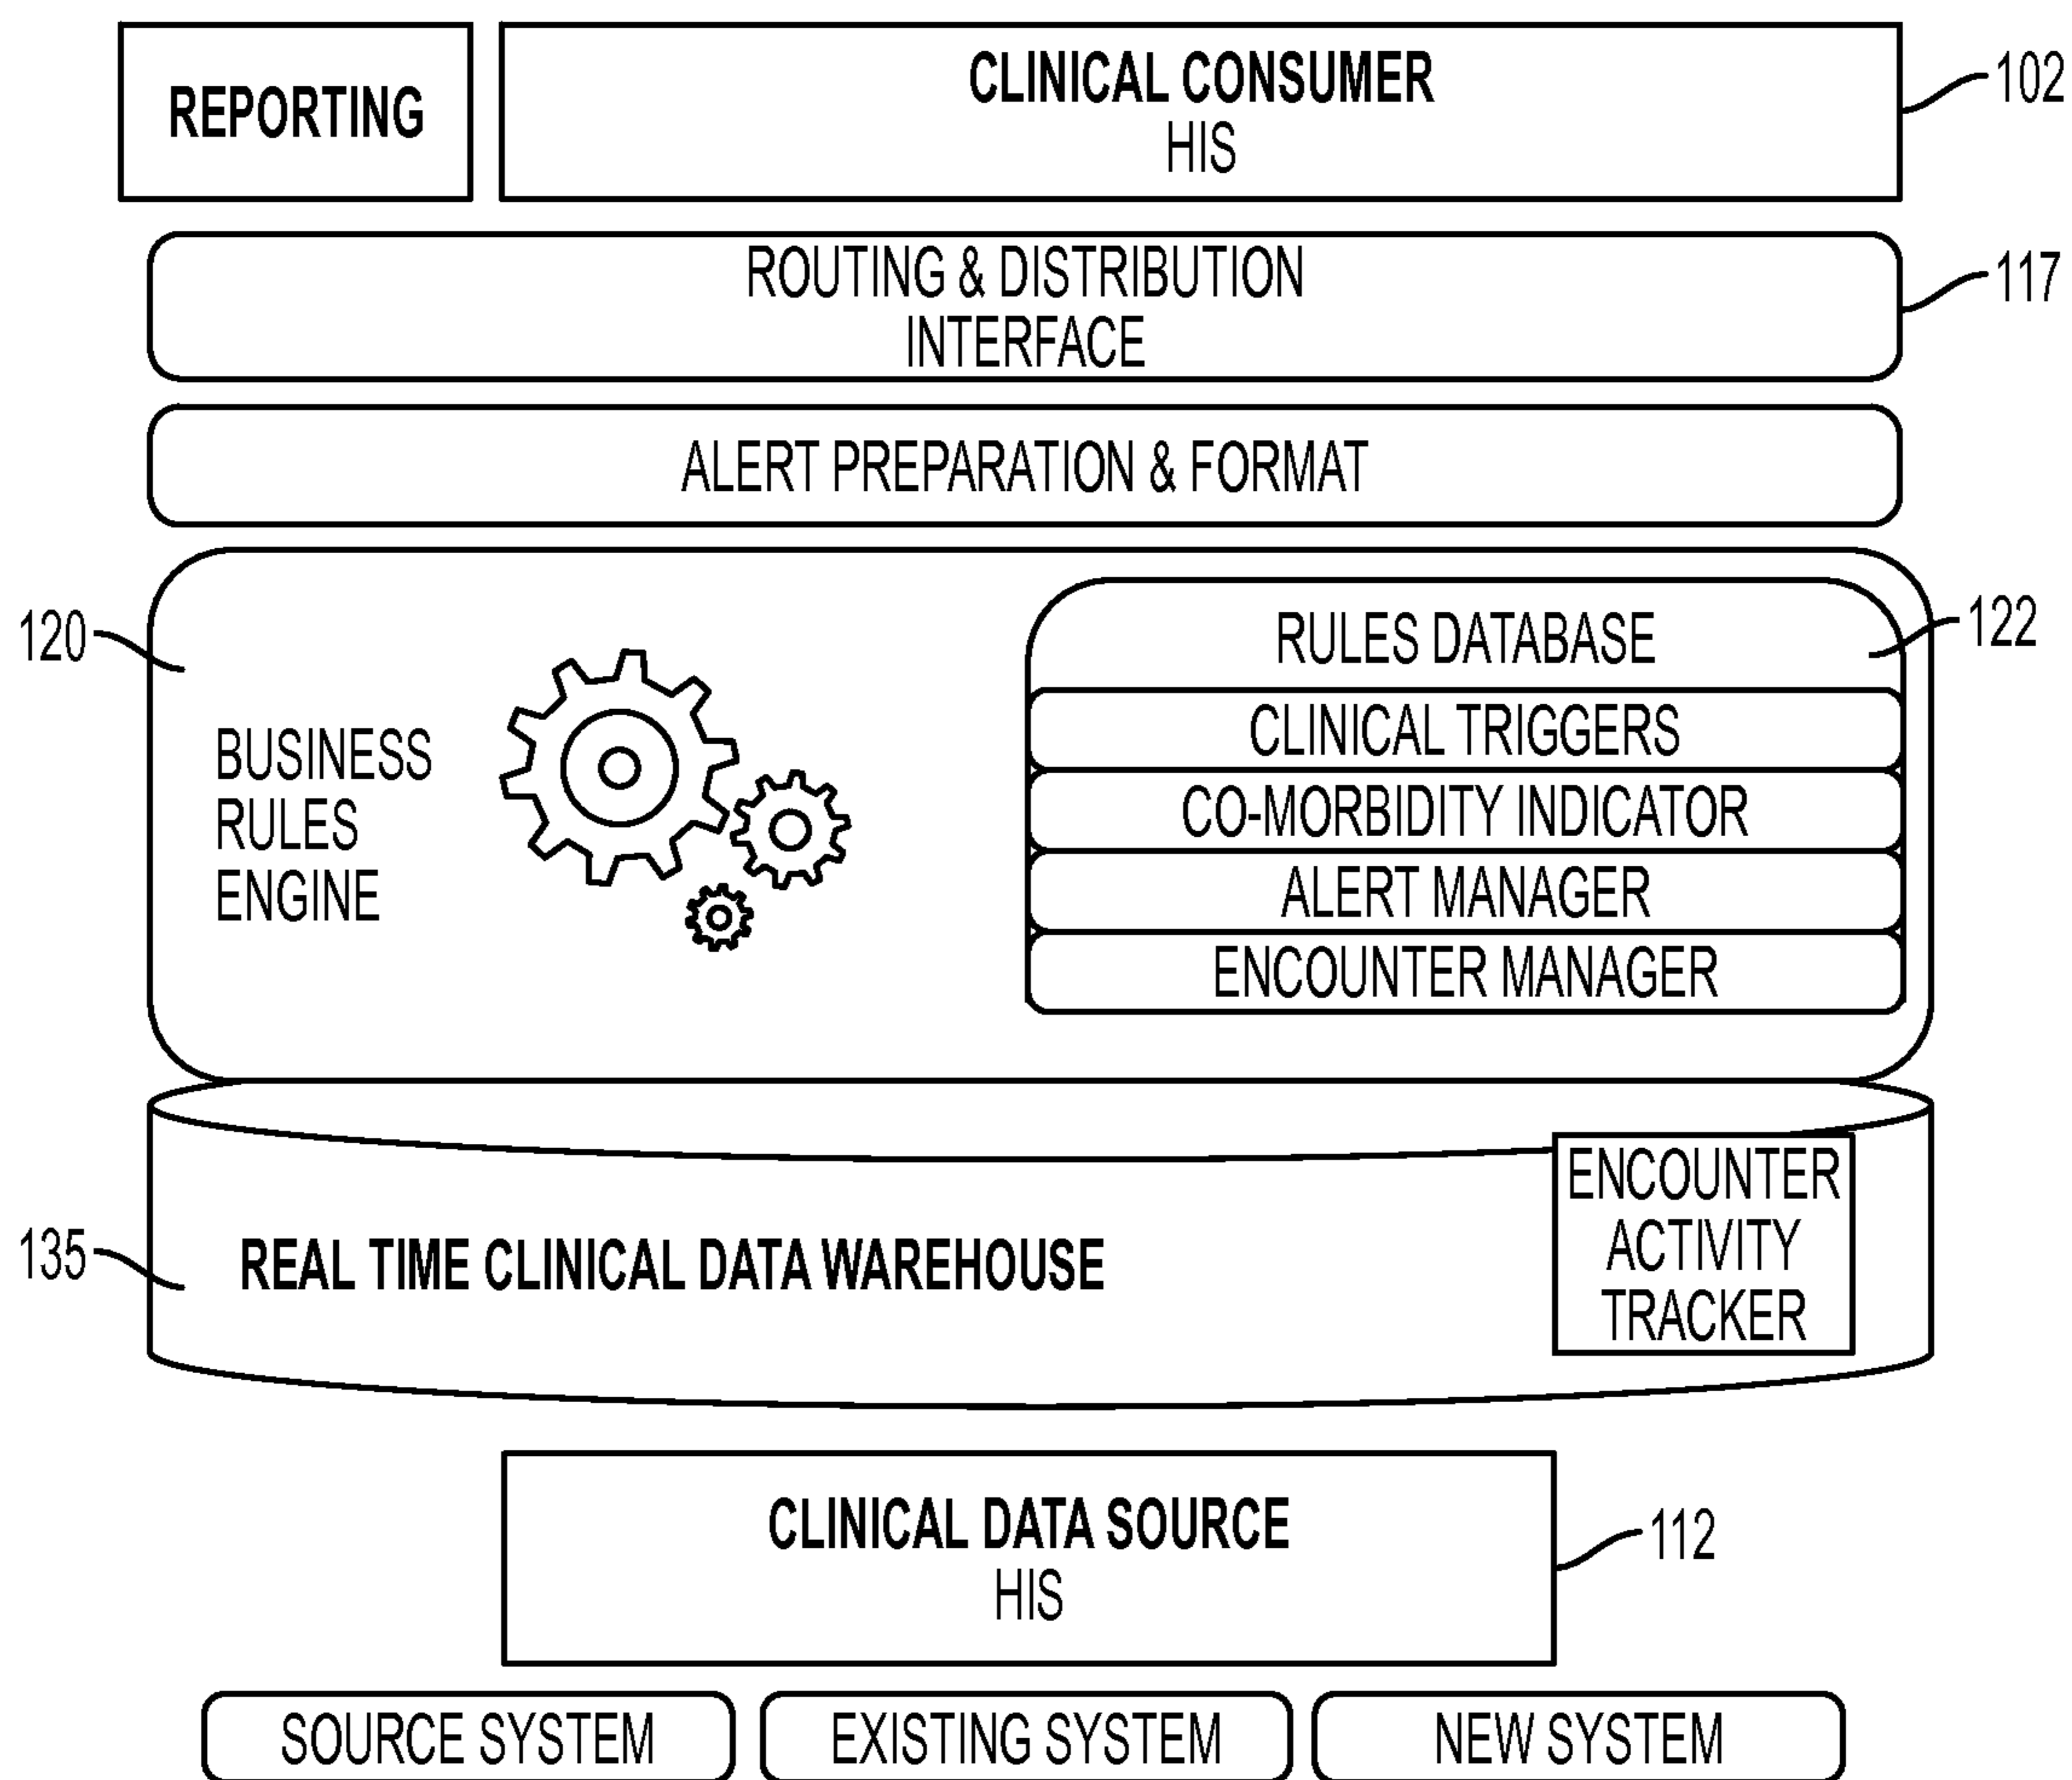 REPORTING
CLINICAL CONSUMER
HIS
102
ROUTING & DISTRIBUTION
INTERFACE
117
ALERT PREPARATION & FORMAT
120
BUSINESS
RULES
ENGINE
RULES DATABASE
122
CLINICAL TRIGGERS
CO-MORBIDITY INDICATOR
ALERT MANAGER
ENCOUNTER MANAGER
135
REAL TIME CLINICAL DATA WAREHOUSE
ENCOUNTER
ACTIVITY
TRACKER
CLINICAL DATA SOURCE
HIS
112
SOURCE SYSTEM
EXISTING SYSTEM
NEW SYSTEM